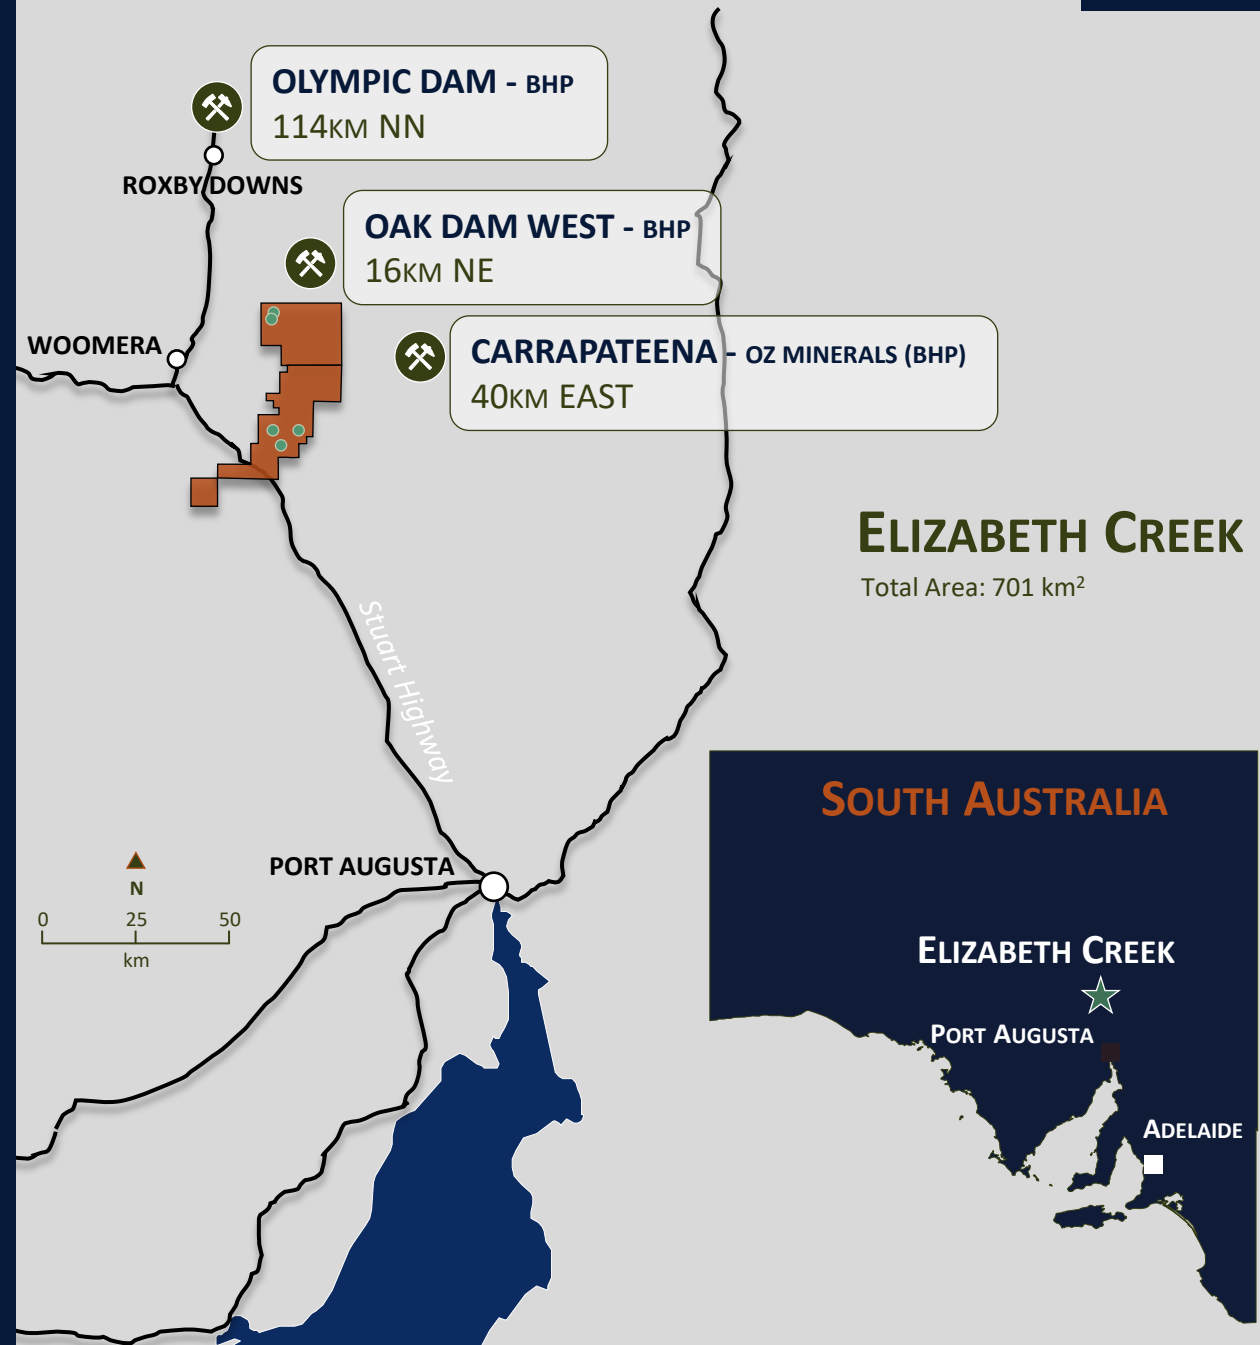 OLYMPIC DAM - BHP
114KM NN
ROXBY DOWNS
OAK DAM WEST - BHP
16KM NE
WOOMERA
CARRAPATEENA - OZ MINERALS (BHP)
40KM EAST
ELIZABETH CREEK
Total Area: 701 km²
Stuart Highway
SOUTH AUSTRALIA
PORT AUGUSTA
N
0 25 50
km
ELIZABETH CREEK
PORT AUGUSTA
ADELAIDE